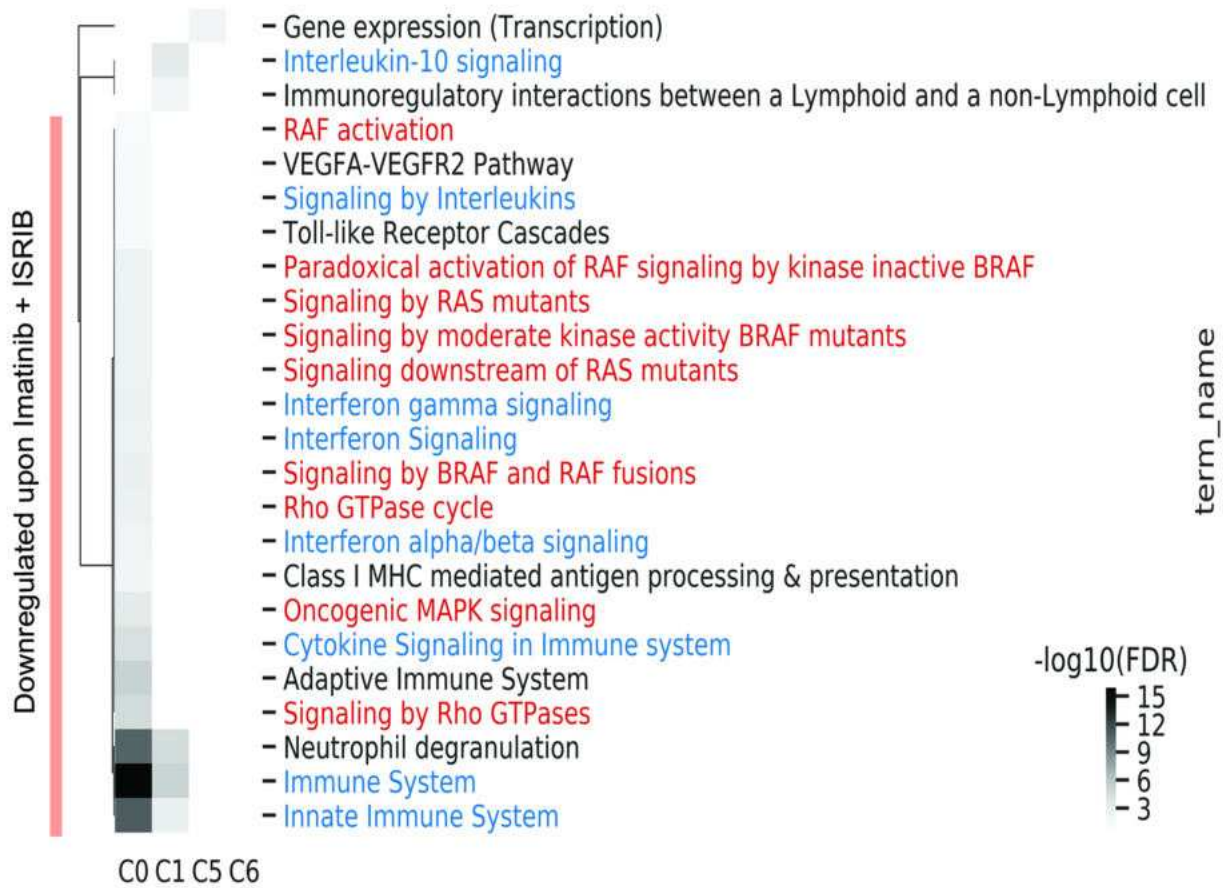 Gene expression (Transcription)
Interleukin-10 signaling
Immunoregulatory interactions between a Lymphoid and a non-Lymphoid cell
RAF activation
VEGFA-VEGFR2 Pathway
Signaling by Interleukins
Toll-like Receptor Cascades
Paradoxical activation of RAF signaling by kinase inactive BRAF
Signaling by RAS mutants
Signaling by moderate kinase activity BRAF mutants
Signaling downstream of RAS mutants
Interferon gamma signaling
Interferon Signaling
Signaling by BRAF and RAF fusions
Rho GTPase cycle
Interferon alpha/beta signaling
Class I MHC mediated antigen processing & presentation
Oncogenic MAPK signaling
Cytokine Signaling in Immune system
Adaptive Immune System
Signaling by Rho GTPases
Neutrophil degranulation
Immune System
Innate Immune System
Downregulated upon Imatinib + ISRIB
term_name
-log10(FDR)
15
12
9
6
3
C0 C1 C5 C6